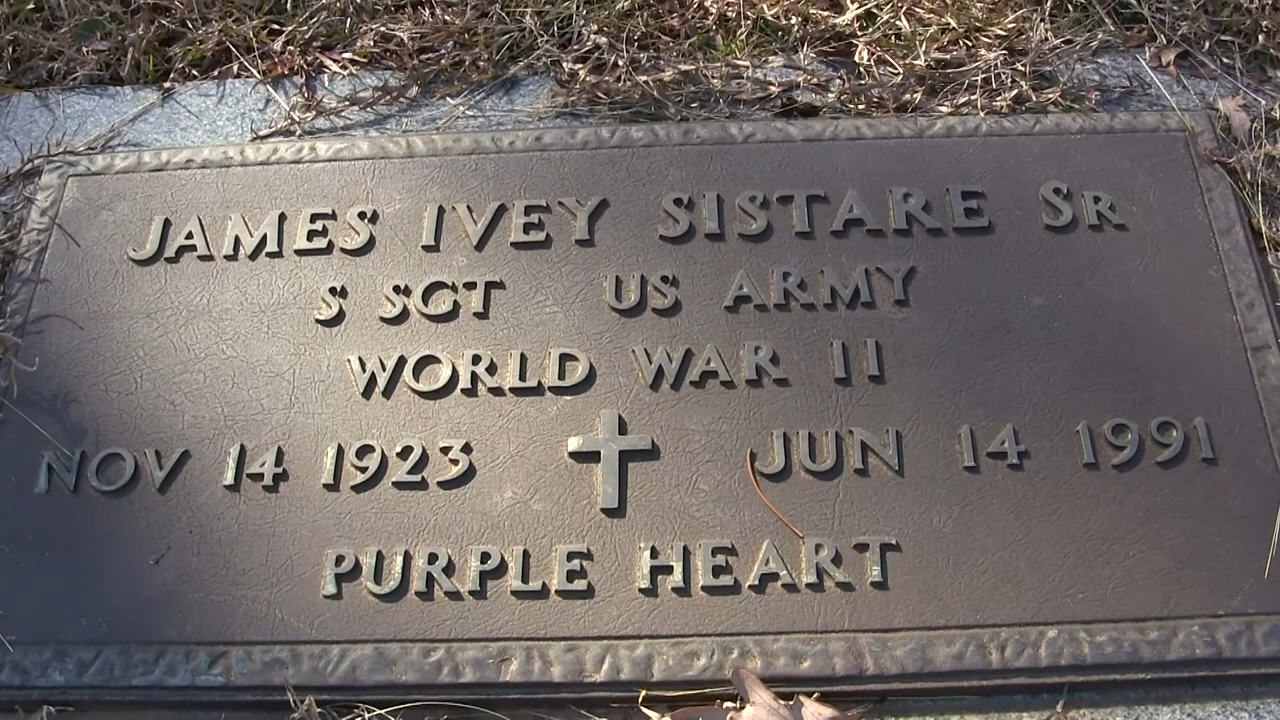 JAMES IVEY SISTARE SR
S SGT US ARMY
WORLD WAR II
NOV 14 1923 JUN 14 1991
PURPLE HEART